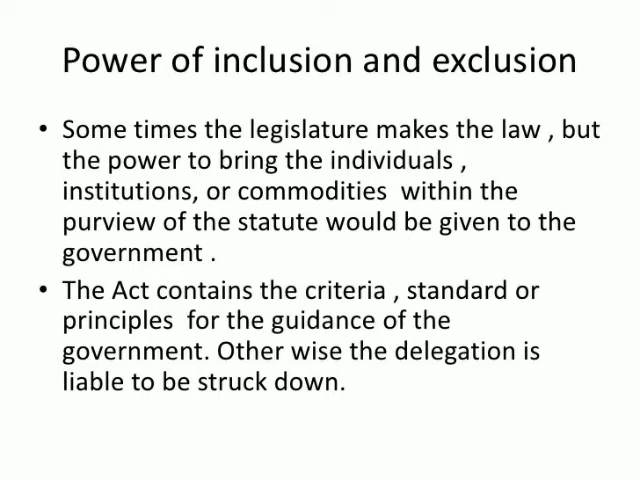 Power of inclusion and exclusion
• Some times the legislature makes the law , but
the power to bring the individuals ,
institutions, or commodities  within the
purview of the statute would be given to the
government .
• The Act contains the criteria , standard or
principles  for the guidance of the
government. Other wise the delegation is
liable to be struck down.